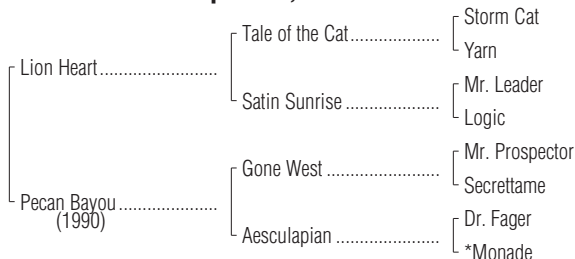 Storm Cat
Tale of the Cat...................
Yarn
Lion Heart.........................
Mr. Leader
Satin Sunrise ....................
Logic
Mr. Prospector
Gone West ........................
Secrettame
Pecan Bayou.....................
(1990)
Dr. Fager
Aesculapian ......................
*Monade